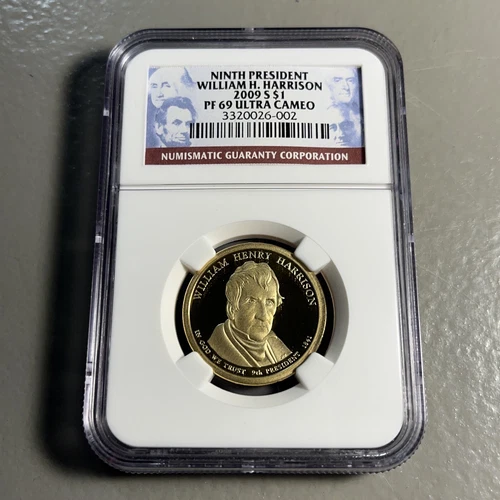 NINTH PRESIDENT
WILLIAM H. HARRISON
2009 S $1
PF 69 ULTRA CAMEO
3320026-002
NUMISMATIC GUARANTY CORPORATION
WILLIAM HENRY HARRISON
IN GOD WE TRUST 9th PRESIDENT 1841